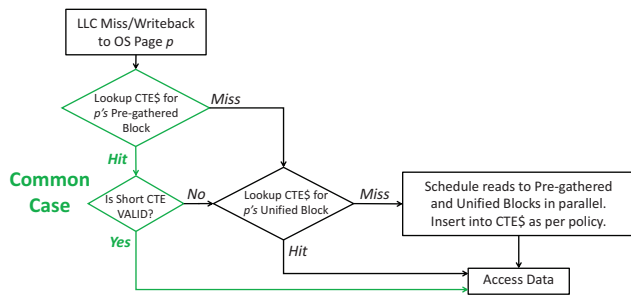 LLC Miss/Writeback
to OS Page p
Lookup CTE$ for
p's Pre-gathered
Block
Miss
Hit
Common
Case
Is Short CTE
VALID?
No
Lookup CTE$ for
p's Unified Block
Miss
Schedule reads to Pre-gathered
and Unified Blocks in parallel.
Insert into CTE$ as per policy.
Yes
Hit
Access Data